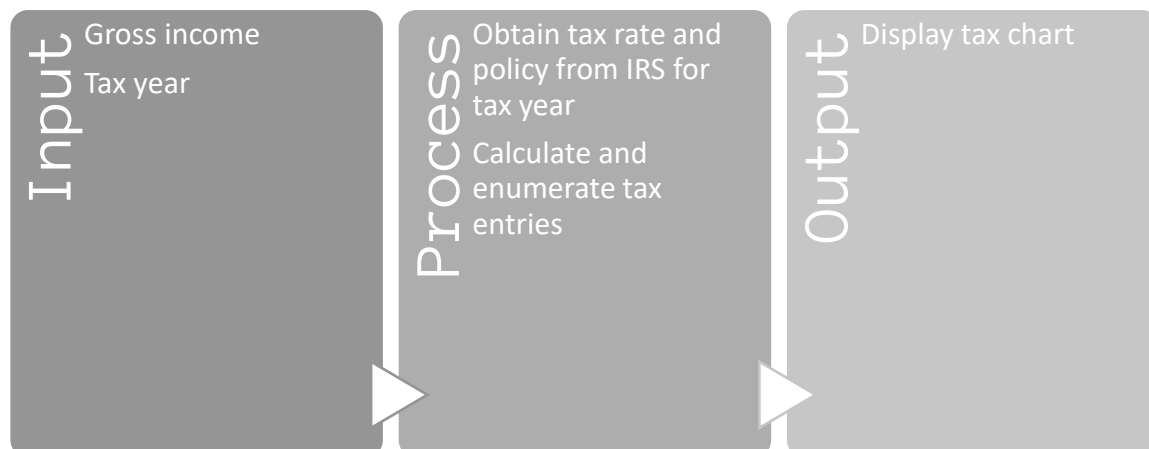 Input
Gross income
Tax year
Process
Obtain tax rate and
policy from IRS for
tax year
Calculate and
enumerate tax
entries
Output
Display tax chart